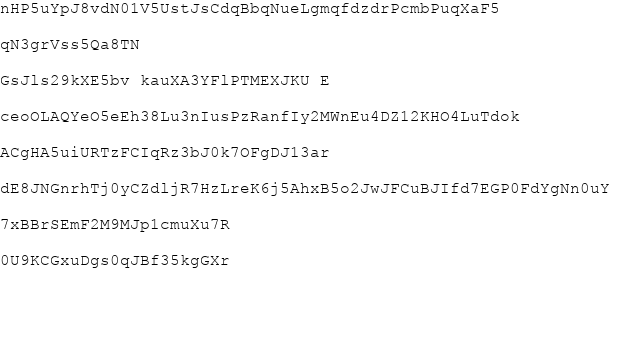 nHP5uYpJ8vdN01V5UstJsCdqBbqNueLgmqfdzdrPcmbPuqXaF5
qN3grVss5Qa8TN
GsJls29kXE5bv kauXA3YFlPTMEXJKU E
ceoOLAQYeO5eEh38Lu3nIusPzRanfIy2MWnEu4DZ12KHO4LuTdok
ACgHA5uiURTzFCIqRz3bJ0k7OFgDJ13ar
dE8JNGnrhTj0yCZdljR7HzLreK6j5AhxB5o2JwJFCuBJIfd7EGP0FdYgNn0uY
7xBBrSEmF2M9MJp1cmuXu7R
0U9KCGxuDgs0qJBf35kgGXr